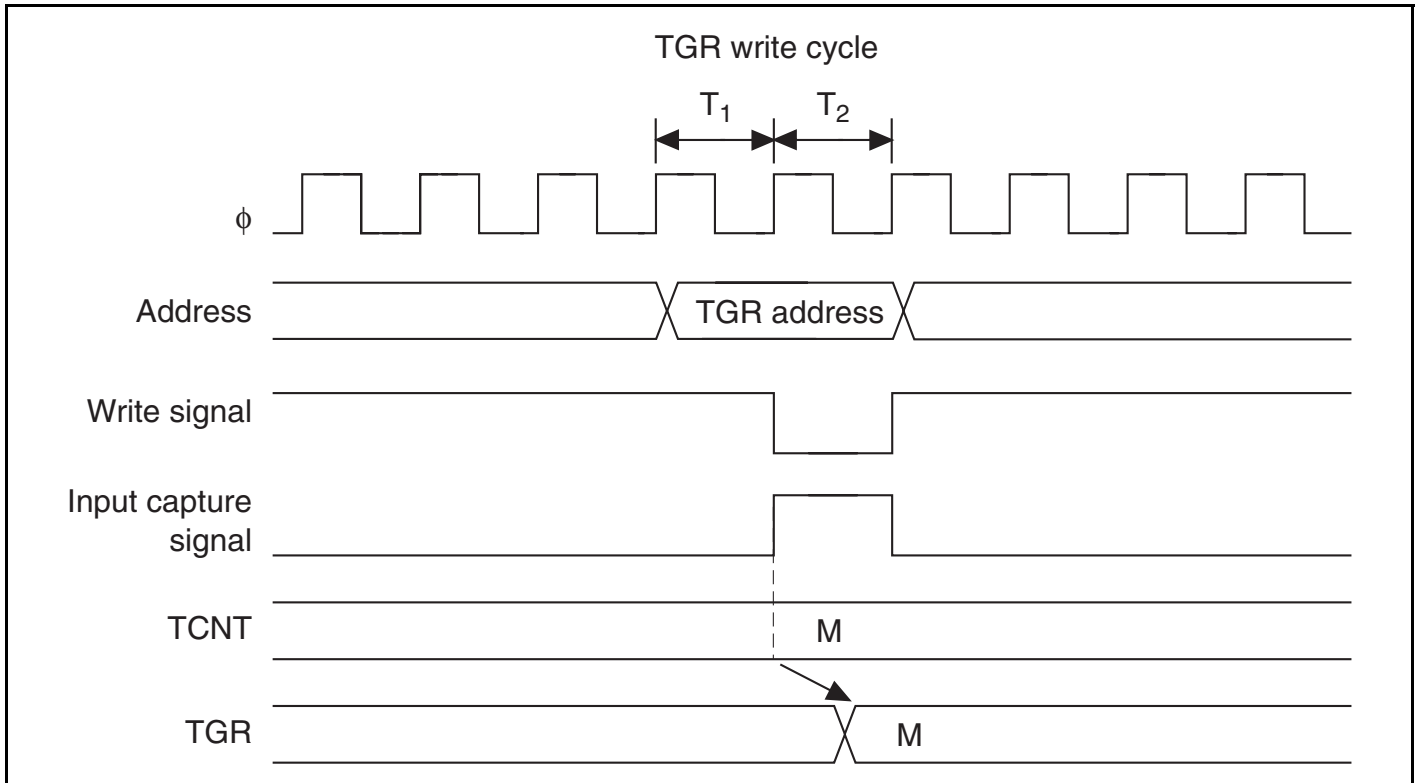 TGR write cycle
T₁ T₂
ϕ
Address TGR address
Write signal
Input capture
signal
TCNT M
TGR M